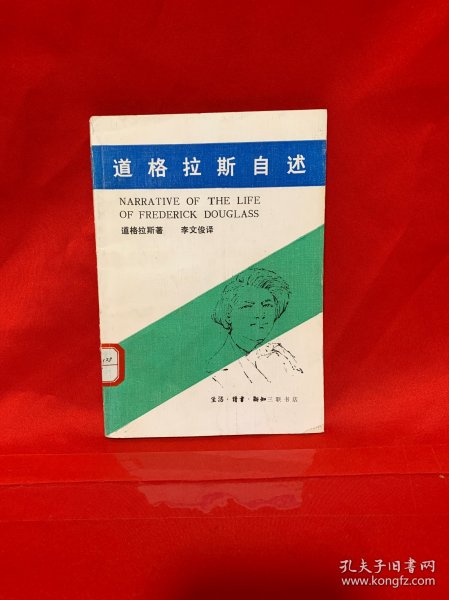 道格拉斯自述
NARRATIVE OF THE LIFE
OF FREDERICK DOUGLASS
道格拉斯著 李文俊译
生活·读书·新知三联书店
孔夫子旧书网
www.kongfz.com